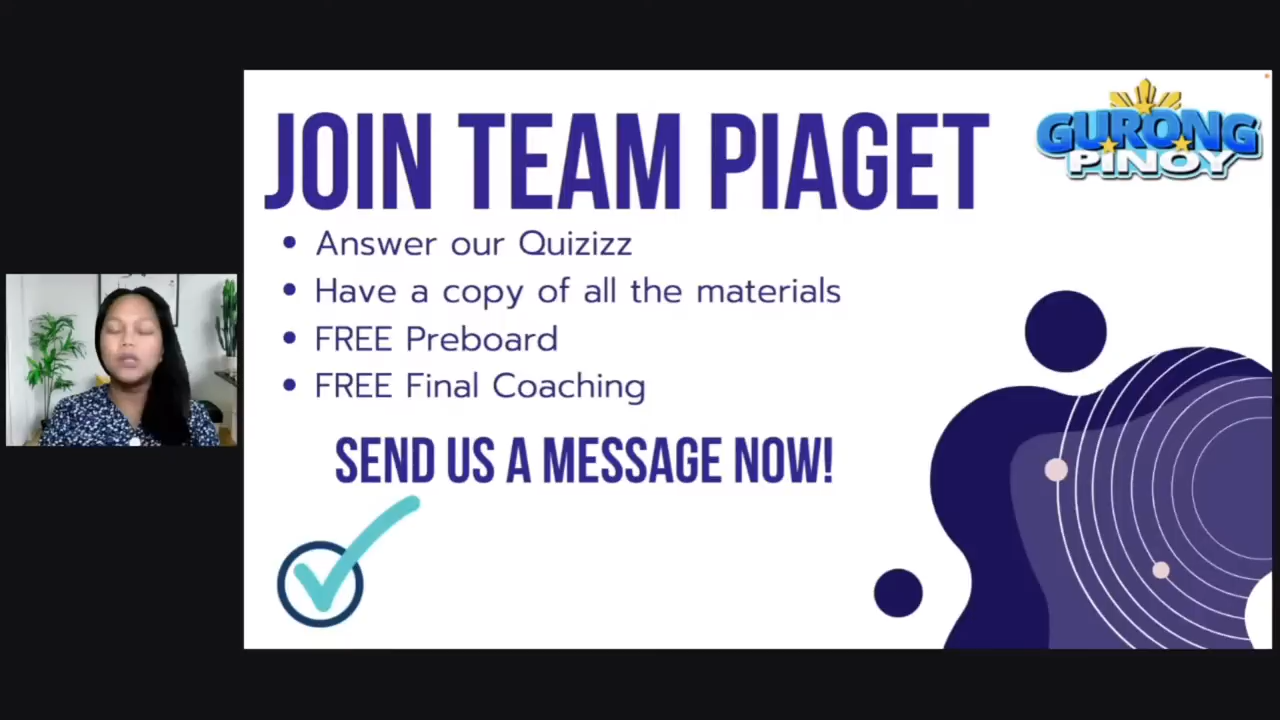 JOIN TEAM PIAGET
GURONG
PINOY
Answer our Quizizz
Have a copy of all the materials
FREE Preboard
FREE Final Coaching
SEND US A MESSAGE NOW!